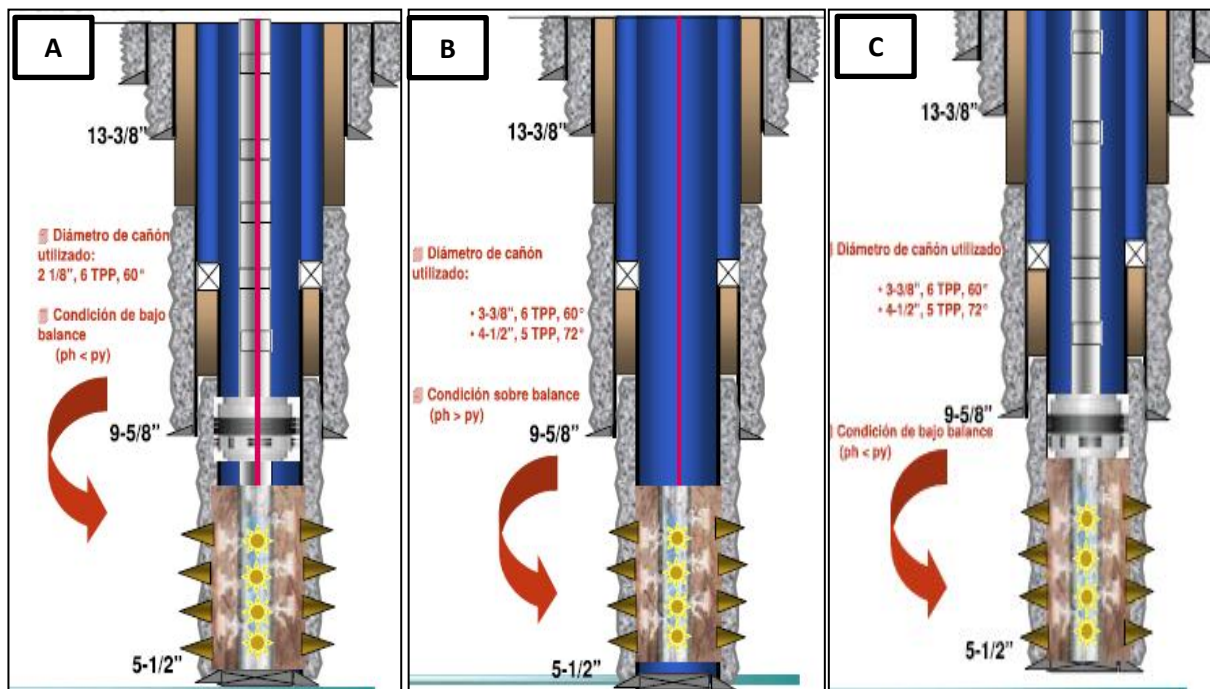 A
13-3/8”
Diámetro de cañón
utilizado:
2 1/8”, 6 TPP, 60°
Condición de bajo
balance
(ph < py)
9-5/8”
5-1/2”
B
13-3/8”
Diámetro de cañón
utilizado:
• 3-3/8”, 6 TPP, 60°
• 4-1/2”, 5 TPP, 72°
Condición sobre balance
(ph > py)
9-5/8”
5-1/2”
C
13-3/8”
Diámetro de cañón utilizado
• 3-3/8”, 6 TPP, 60°
• 4-1/2”, 5 TPP, 72°
9-5/8”
Condición de bajo balance
(ph < py)
5-1/2”